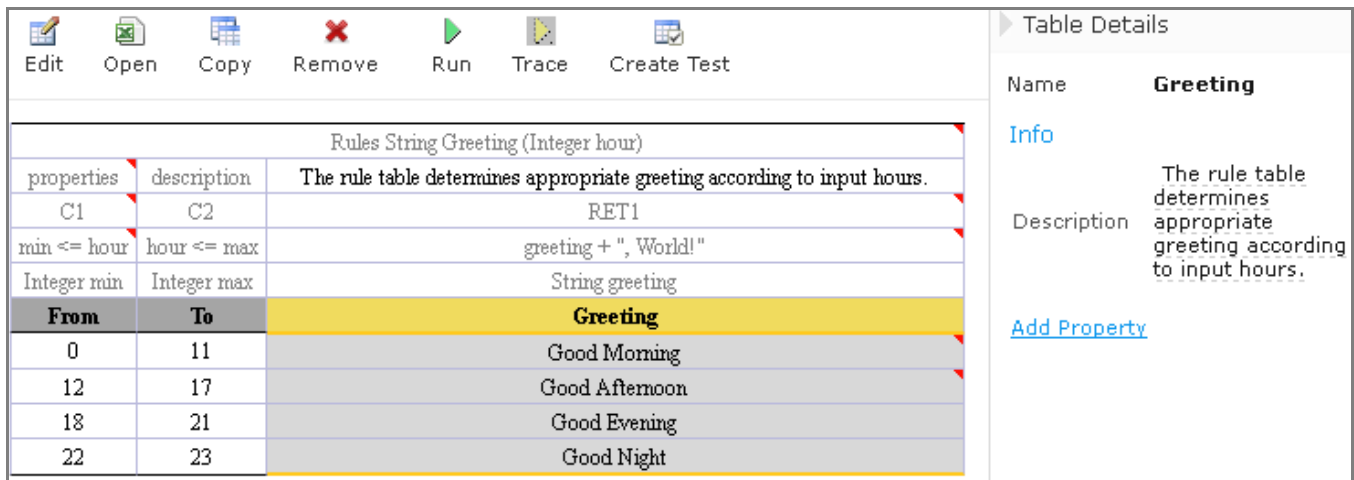 Edit Open Copy Remove Run Trace Create Test
Table Details
Name Greeting
Info
Description The rule table
determines
appropriate
greeting according
to input hours.
Add Property
Rules String Greeting (Integer hour)
properties description The rule table determines appropriate greeting according to input hours.
C1 C2 RET1
min <= hour hour <= max greeting + ", World!"
Integer min Integer max String greeting
From To Greeting
0 11 Good Morning
12 17 Good Afternoon
18 21 Good Evening
22 23 Good Night